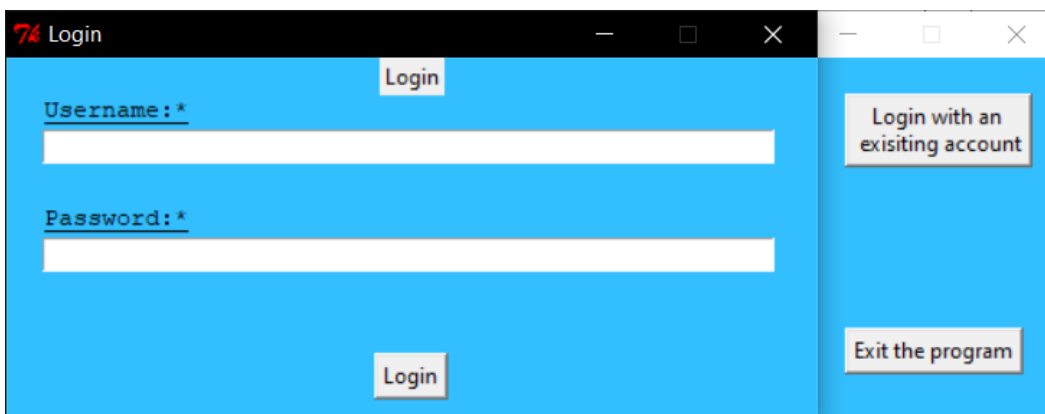 Login
Login
Username:*
Password:*
Login
Login with an
exisiting account
Exit the program